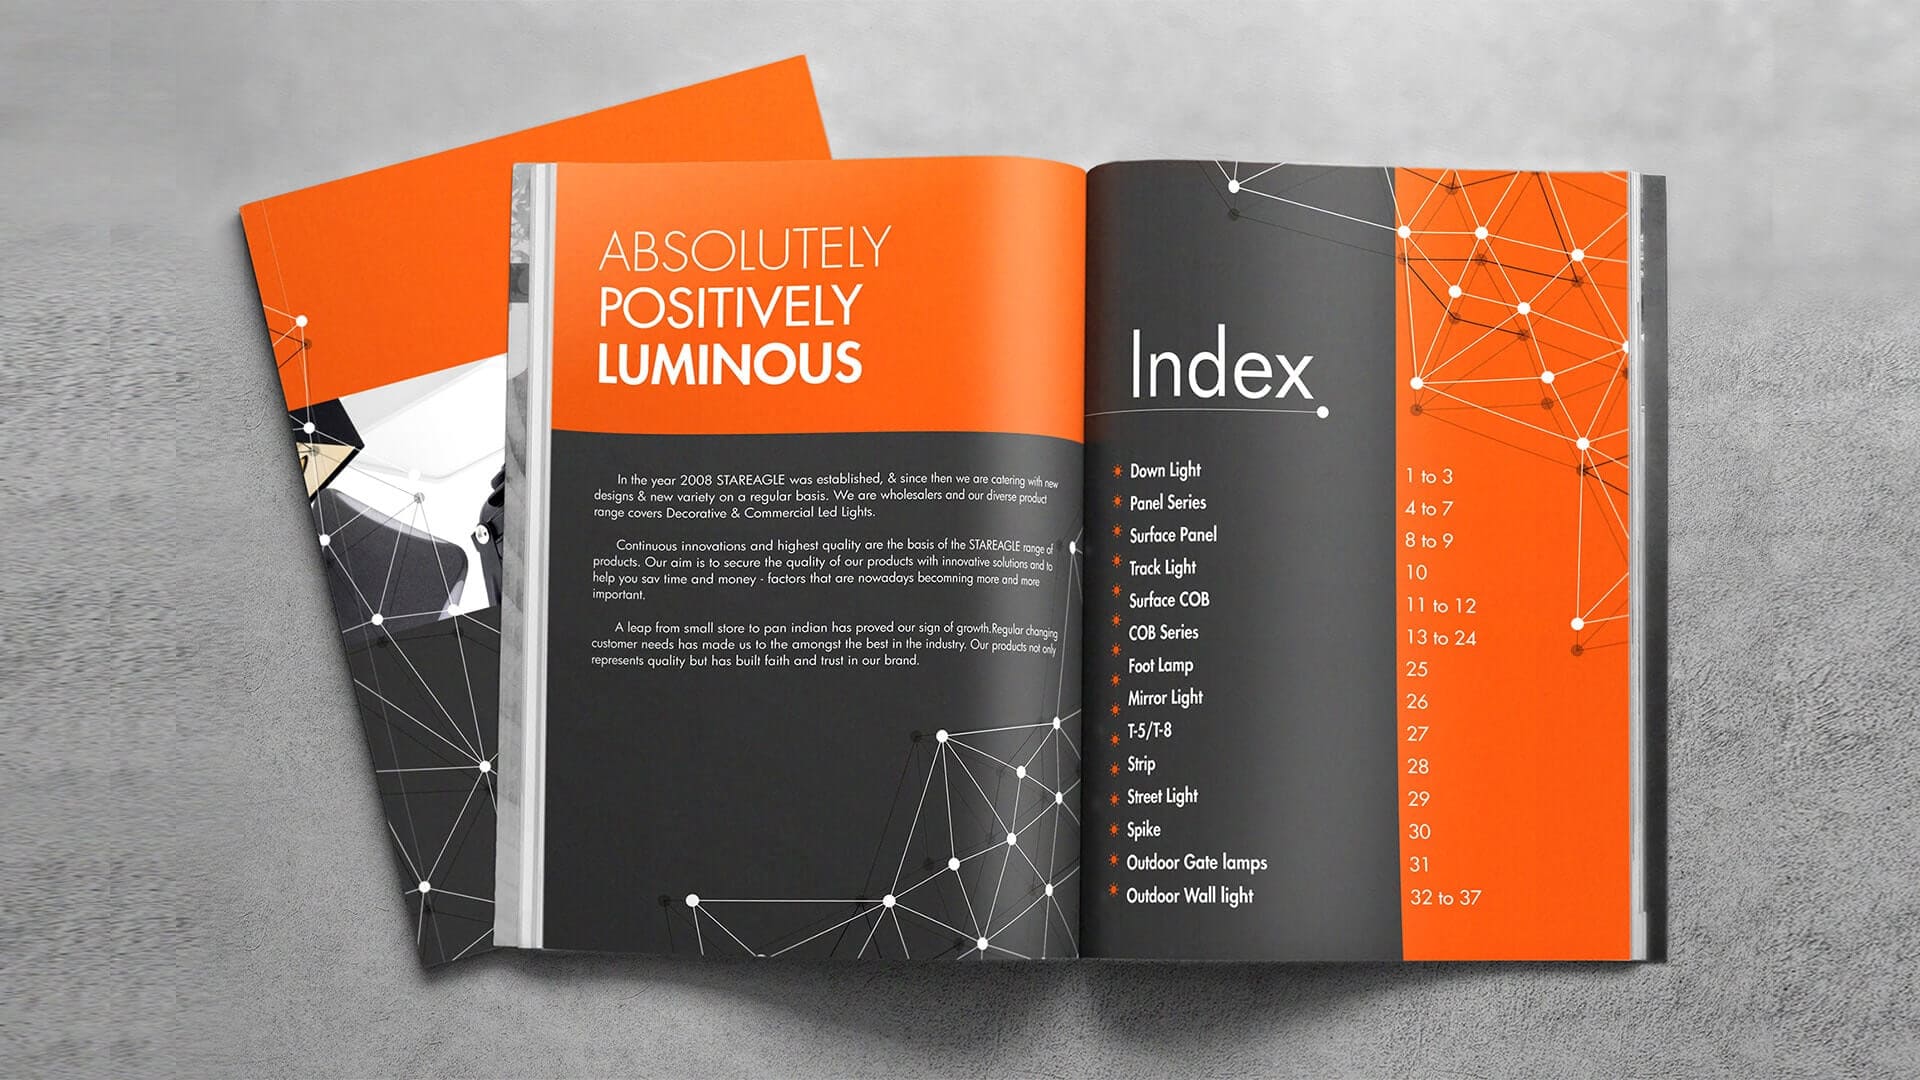 ABSOLUTELY
POSITIVELY
LUMINOUS
In the year 2008 STAREAGLE was established, & since then we are catering with new
designs & new variety on a regular basis. We are wholesalers and our diverse product
range covers Decorative & Commercial Led Lights.
Continuous innovations and highest quality are the basis of the STAREAGLE range of
products. Our aim is to secure the quality of our products with innovative solutions and to
help you sav time and money - factors that are nowadays becomning more and more
important.
A leap from small store to pan indian has proved our sign of growth.Regular changing
customer needs has made us to the amongst the best in the industry. Our products not only
represents quality but has built faith and trust in our brand.
Index
Down Light 1 to 3
Panel Series 4 to 7
Surface Panel 8 to 9
Track Light 10
Surface COB 11 to 12
COB Series 13 to 24
Foot Lamp 25
Mirror Light 26
T-5/T-8 27
Strip 28
Street Light 29
Spike 30
Outdoor Gate lamps 31
Outdoor Wall light 32 to 37